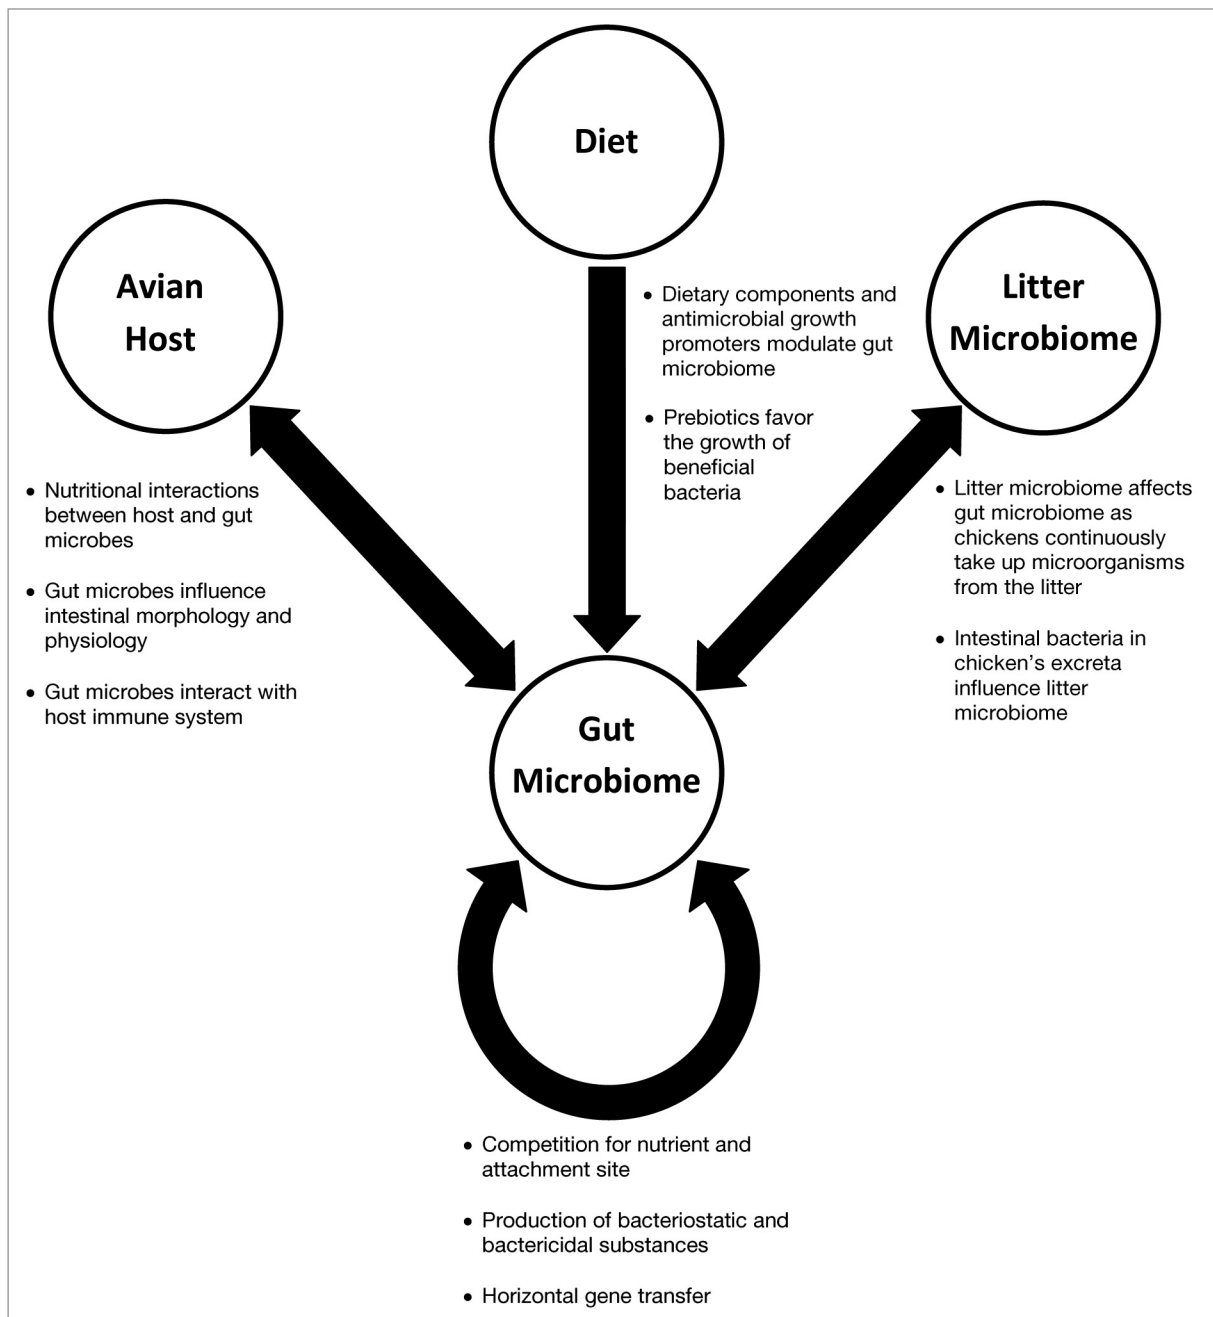 Diet
Avian
Host
Litter
Microbiome
• Dietary components and
antimicrobial growth
promoters modulate gut
microbiome
• Prebiotics favor
the growth of
beneficial
bacteria
• Nutritional interactions
between host and gut
microbes
• Gut microbes influence
intestinal morphology and
physiology
• Gut microbes interact with
host immune system
• Litter microbiome affects
gut microbiome as
chickens continuously
take up microorganisms
from the litter
• Intestinal bacteria in
chicken’s excreta
influence litter
microbiome
Gut
Microbiome
• Competition for nutrient and
attachment site
• Production of bacteriostatic and
bactericidal substances
• Horizontal gene transfer